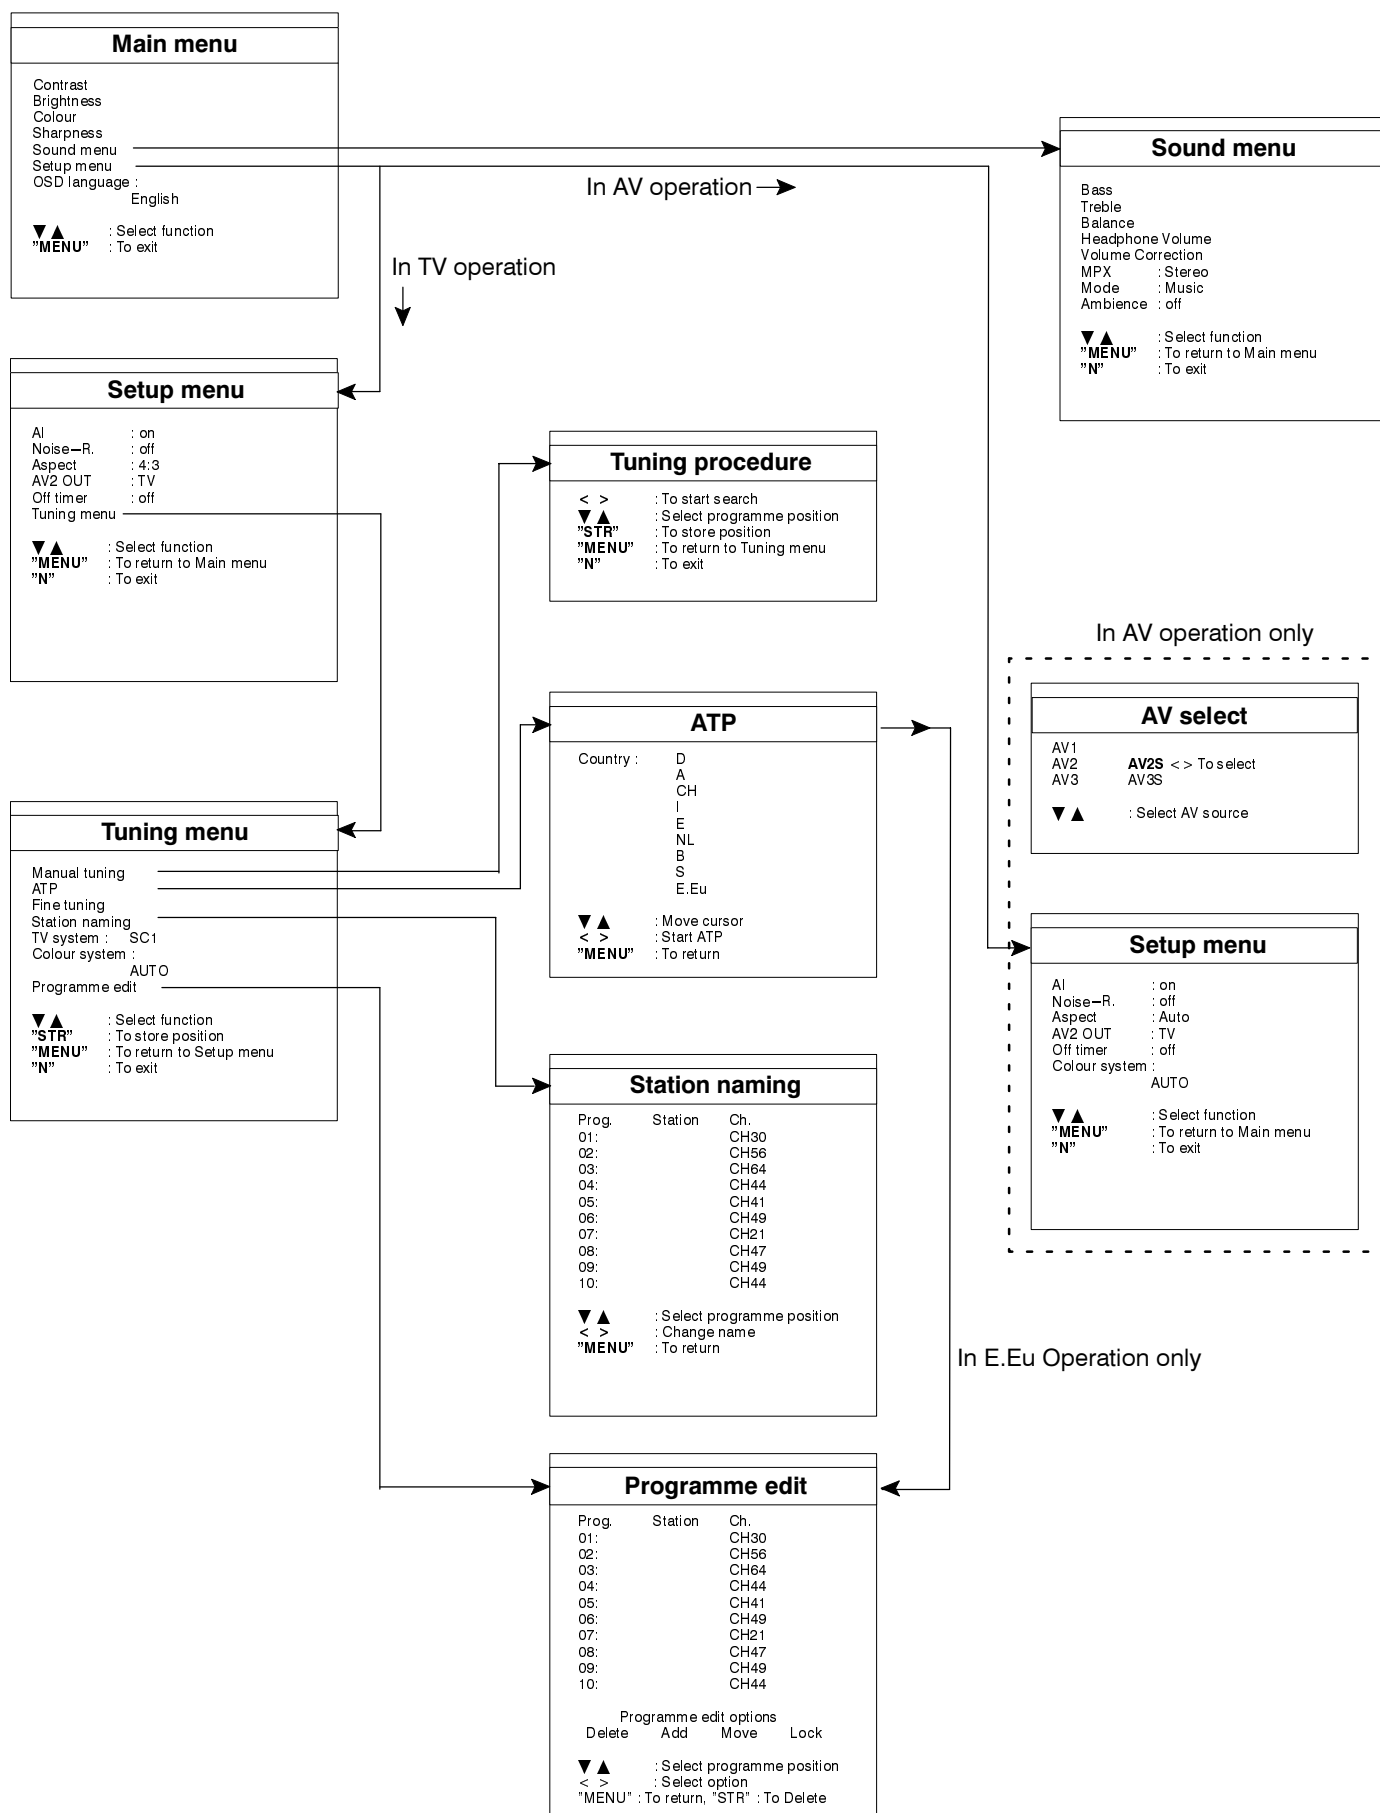 Main menu
Contrast
Brightness
Colour
Sharpness
Sound menu
Setup menu
OSD language :
English
▼ ▲ : Select function
"MENU" : To exit
In AV operation
In TV operation
Sound menu
Bass
Treble
Balance
Headphone Volume
Volume Correction
MPX : Stereo
Mode : Music
Ambience : off
▼ ▲ : Select function
"MENU" : To return to Main menu
"N" : To exit
Setup menu
AI : on
Noise–R. : off
Aspect : 4:3
AV2 OUT : TV
Off timer : off
Tuning menu
▼ ▲ : Select function
"MENU" : To return to Main menu
"N" : To exit
Tuning procedure
< > : To start search
▼ ▲ : Select programme position
"STR" : To store position
"MENU" : To return to Tuning menu
"N" : To exit
In AV operation only
AV select
AV1
AV2 AV2S < > To select
AV3 AV3S
▼ ▲ : Select AV source
ATP
Country : D
A
CH
I
E
NL
B
S
E.Eu
▼ ▲ : Move cursor
< > : Start ATP
"MENU" : To return
Tuning menu
Manual tuning
ATP
Fine tuning
Station naming
TV system : SC1
Colour system :
AUTO
Programme edit
▼ ▲ : Select function
"STR" : To store position
"MENU" : To return to Setup menu
"N" : To exit
Setup menu
AI : on
Noise–R. : off
Aspect : Auto
AV2 OUT : TV
Off timer : off
Colour system :
AUTO
▼ ▲ : Select function
"MENU" : To return to Main menu
"N" : To exit
Station naming
Prog. Station Ch.
01: CH30
02: CH56
03: CH64
04: CH44
05: CH41
06: CH49
07: CH21
08: CH47
09: CH49
10: CH44
▼ ▲ : Select programme position
< > : Change name
"MENU" : To return
In E.Eu Operation only
Programme edit
Prog. Station Ch.
01: CH30
02: CH56
03: CH64
04: CH44
05: CH41
06: CH49
07: CH21
08: CH47
09: CH49
10: CH44
Programme edit options
Delete Add Move Lock
▼ ▲ : Select programme position
< > : Select option
"MENU" : To return, "STR" : To Delete